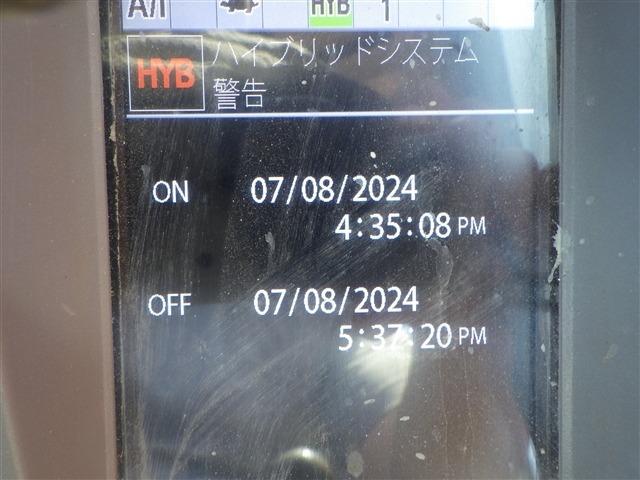 A/I HYB 1
HYB ハイブリッドシステム
警告
ON 07/08/2024
4:35:08 PM
OFF 07/08/2024
5:37:20 PM